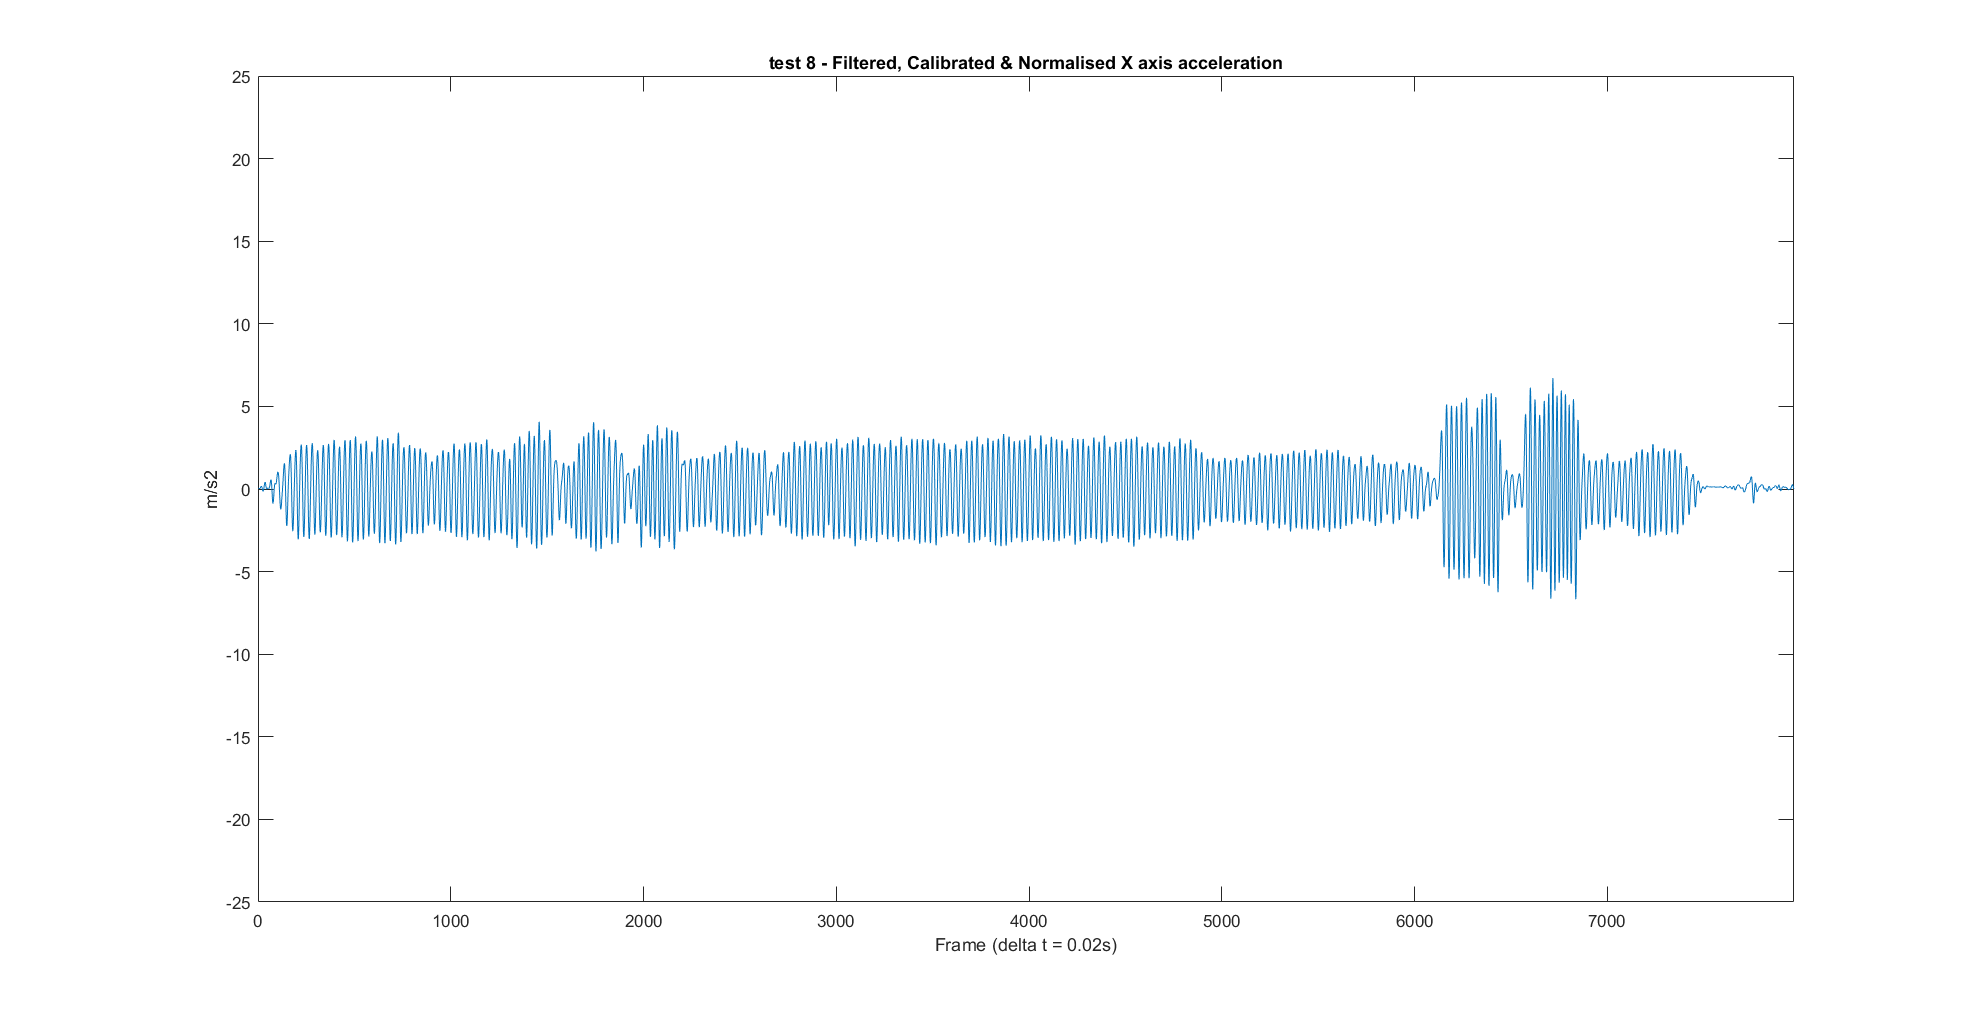 test 8 - Filtered, Calibrated & Normalised X axis acceleration
25
20
15
10
5
0
-5
-10
-15
-20
-25
m/s2
0 1000 2000 3000 4000 5000 6000 7000
Frame (delta t = 0.02s)